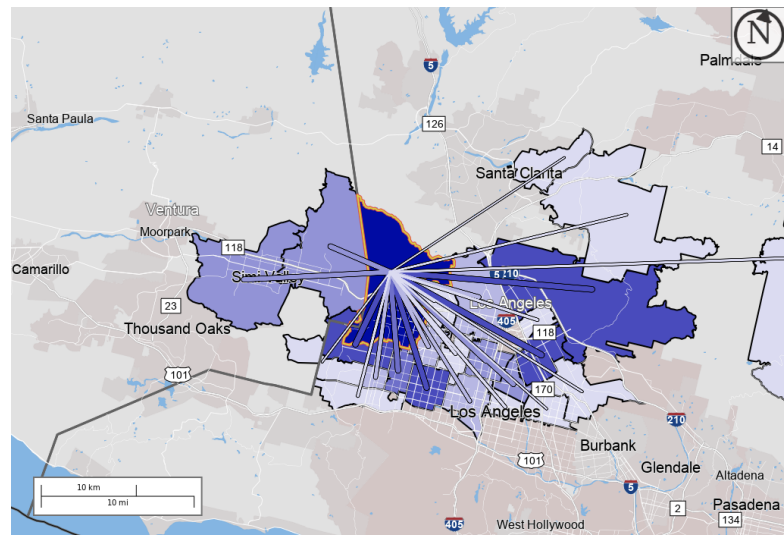 N
Palmdale
5
126
Santa Paula
14
Santa Clarita
Ventura
Moorpark
118
Camarillo
Simi Valley
5
210
23
Los Angeles
405
118
Thousand Oaks
101
170
Los Angeles
210
Burbank
101
Glendale
Altadena
5
10 km
10 mi
2
Pasadena
134
405
West Hollywood